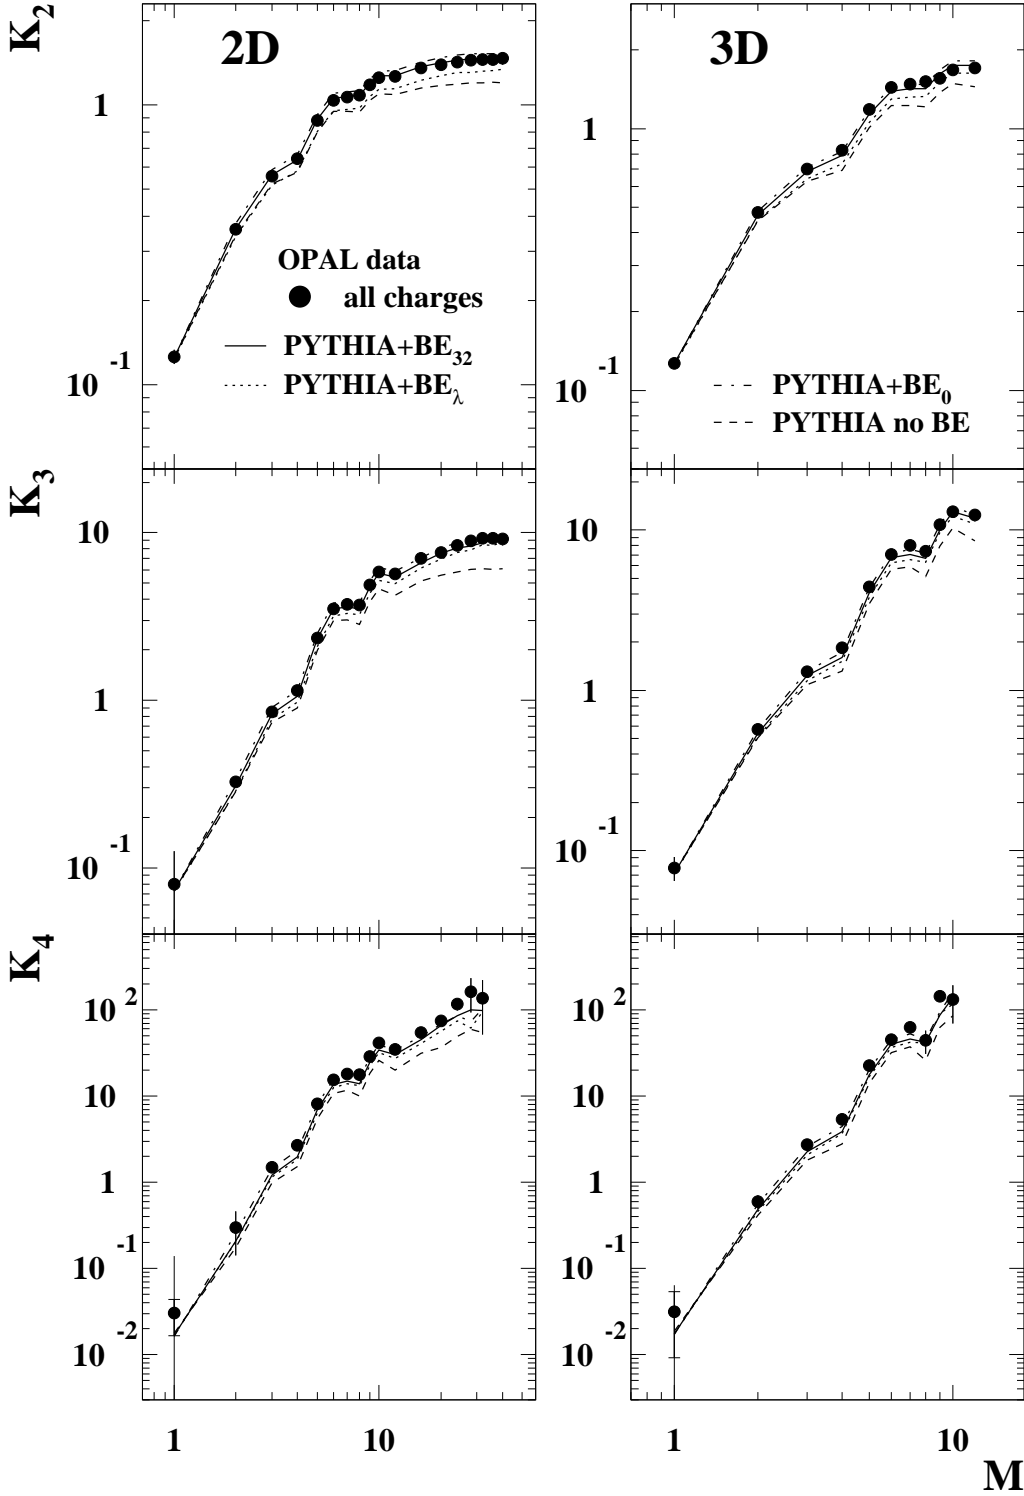 K2
2D
3D
1
10 -1
OPAL data
all charges
PYTHIA+BE32
PYTHIA+BEλ
1
10 -1
PYTHIA+BE0
PYTHIA no BE
K3
10
1
10 -1
10
1
10 -1
K4
10 2
10
1
10 -1
10 -2
10 2
10
1
10 -1
10 -2
1 10
1 10
M